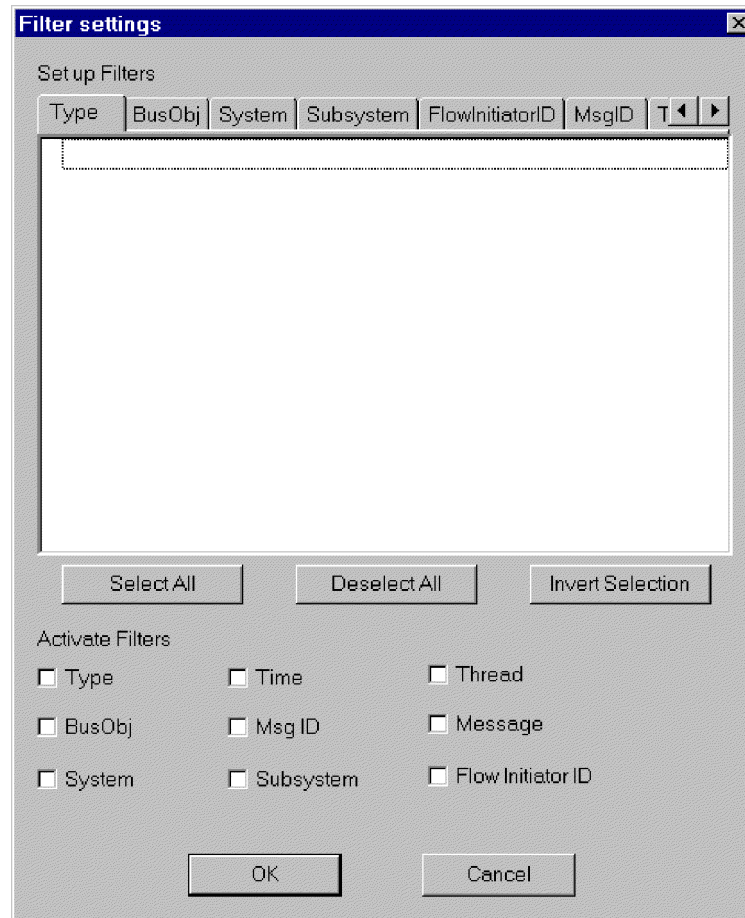 Filter settings
Set up Filters
Type BusObj System Subsystem FlowInitiatorID MsgID T
Select All Deselect All Invert Selection
Activate Filters
Type Time Thread
BusObj Msg ID Message
System Subsystem Flow Initiator ID
OK Cancel